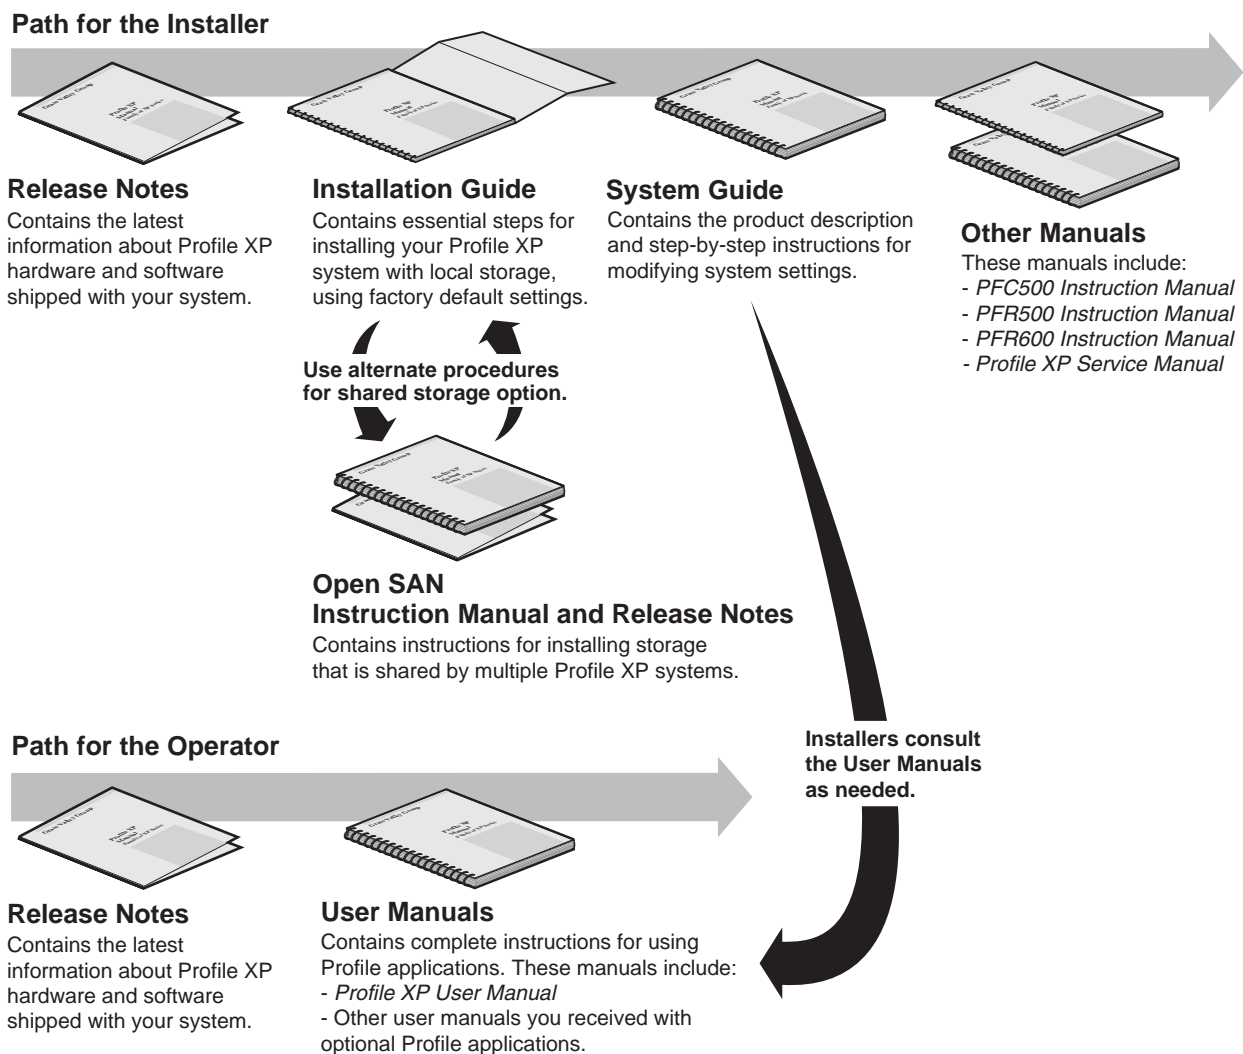 Path for the Installer
Release Notes
Contains the latest
information about Profile XP
hardware and software
shipped with your system.
Installation Guide
Contains essential steps for
installing your Profile XP
system with local storage,
using factory default settings.
System Guide
Contains the product description
and step-by-step instructions for
modifying system settings.
Other Manuals
These manuals include:
- PFC500 Instruction Manual
- PFR500 Instruction Manual
- PFR600 Instruction Manual
- Profile XP Service Manual
Use alternate procedures
for shared storage option.
Open SAN
Instruction Manual and Release Notes
Contains instructions for installing storage
that is shared by multiple Profile XP systems.
Installers consult
the User Manuals
as needed.
Path for the Operator
Release Notes
Contains the latest
information about Profile XP
hardware and software
shipped with your system.
User Manuals
Contains complete instructions for using
Profile applications. These manuals include:
- Profile XP User Manual
- Other user manuals you received with
optional Profile applications.